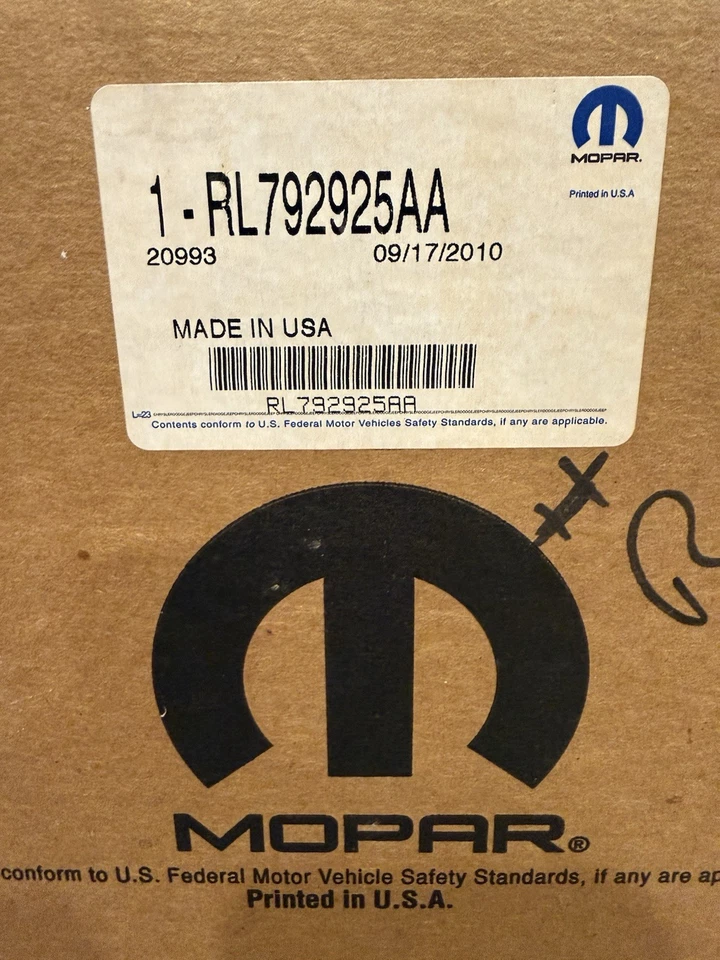 MOPAR.
Printed in U.S.A
1 - RL792925AA
20993 09/17/2010
MADE IN USA
RL792925AA
L-23
Contents conform to U.S. Federal Motor Vehicles Safety Standards, if any are applicable.
MOPAR®
conform to U.S. Federal Motor Vehicle Safety Standards, if any are ap
Printed in U.S.A.